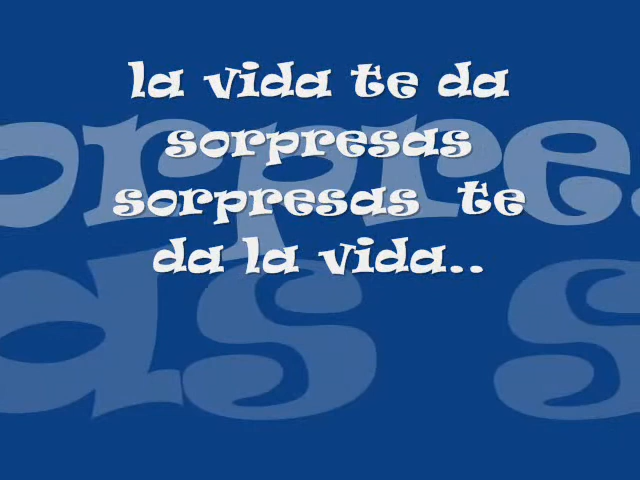 la vida te da
sorpresas
sorpresas te
da la vida..